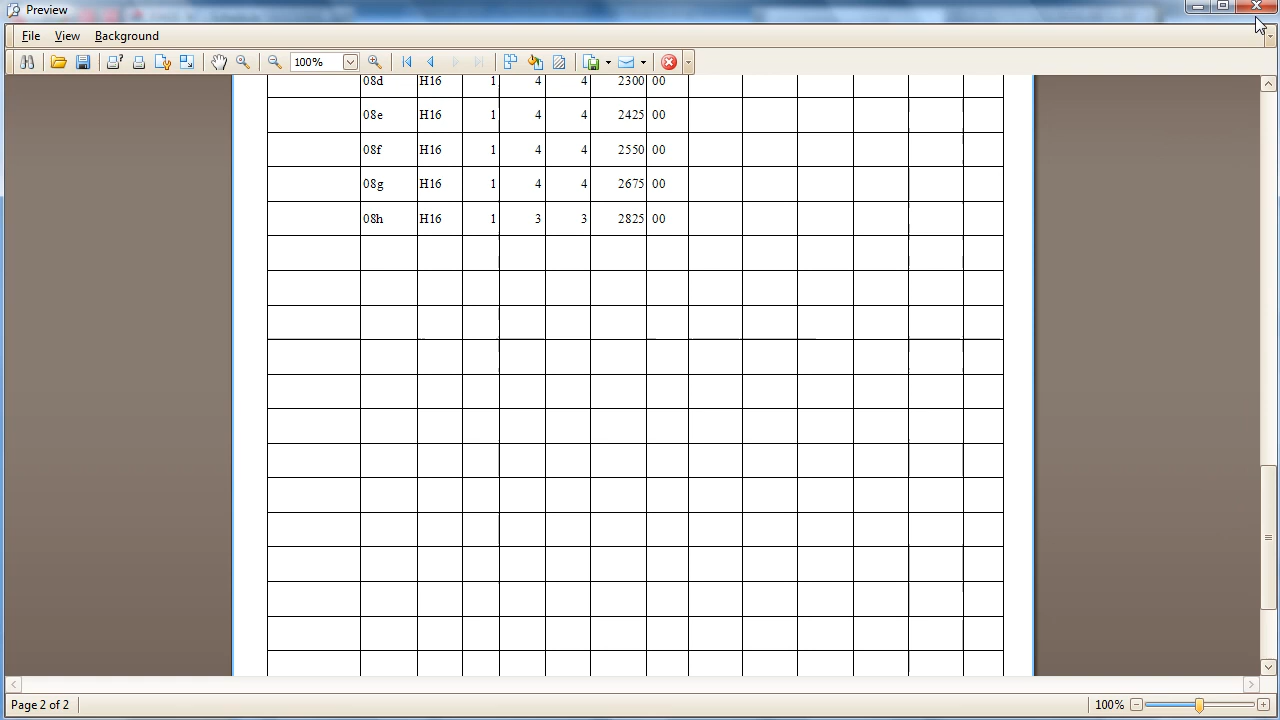 Preview
File View Background
100%
08d H16 1 4 4 2300 00
08e H16 1 4 4 2425 00
08f H16 1 4 4 2550 00
08g H16 1 4 4 2675 00
08h H16 1 3 3 2825 00
Page 2 of 2 100%